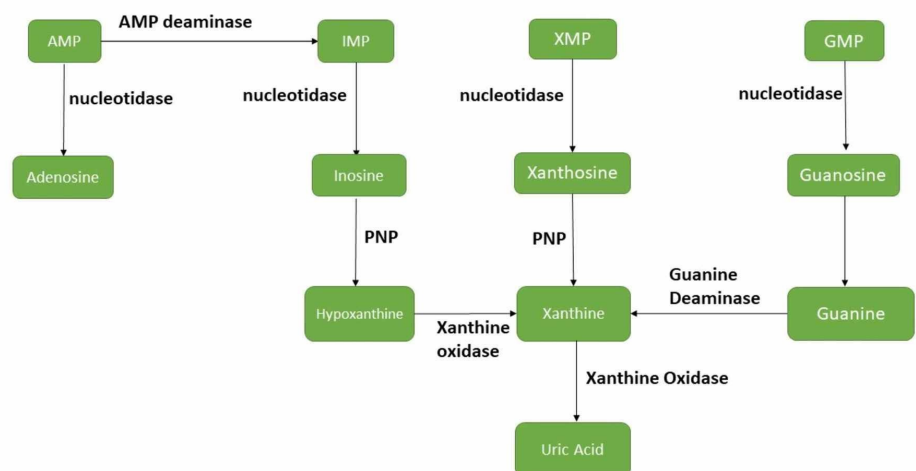 AMP deaminase
AMP
IMP
XMP
GMP
nucleotidase
nucleotidase
nucleotidase
nucleotidase
Adenosine
Inosine
Xanthosine
Guanosine
PNP
PNP
Guanine
Deaminase
Hypoxanthine
Xanthine
Guanine
Xanthine
oxidase
Xanthine Oxidase
Uric Acid